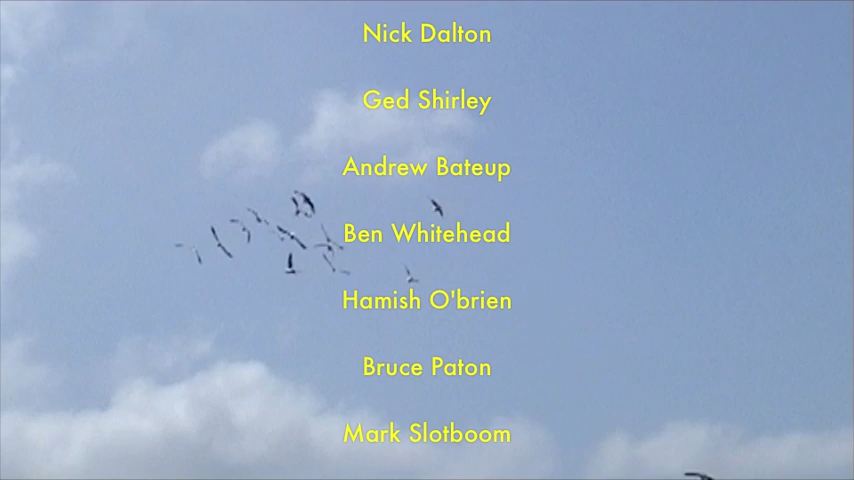 Nick Dalton
Ged Shirley
Andrew Bateup
Ben Whitehead
Hamish O'brien
Bruce Paton
Mark Slotboom